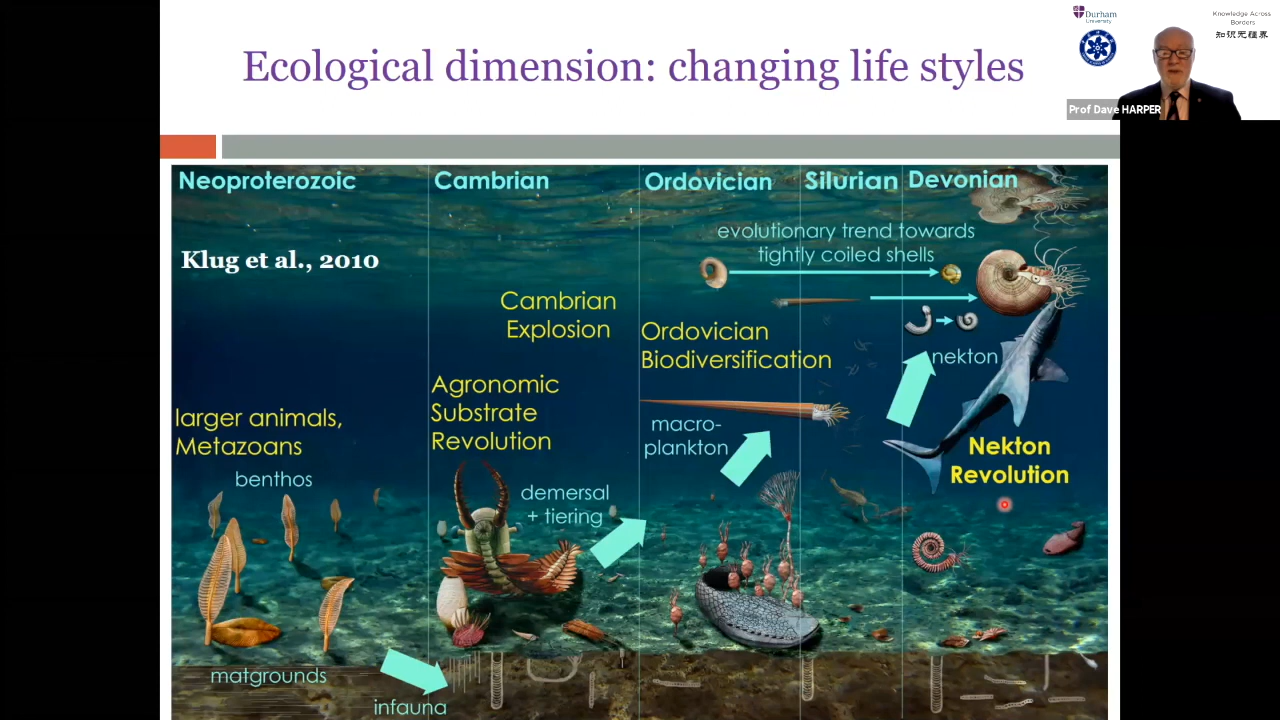 Ecological dimension: changing life styles
Durham
University
Knowledge Across
Borders
知识无疆界
Prof Dave HARPER
Neoproterozoic
Cambrian
Ordovician
Silurian
Devonian
Klug et al., 2010
evolutionary trend towards
tightly coiled shells
Cambrian
Explosion
Ordovician
Biodiversification
nekton
Agronomic
Substrate
Revolution
larger animals,
Metazoans
benthos
macro-
plankton
Nekton
Revolution
demersal
+ tiering
matgrounds
infauna